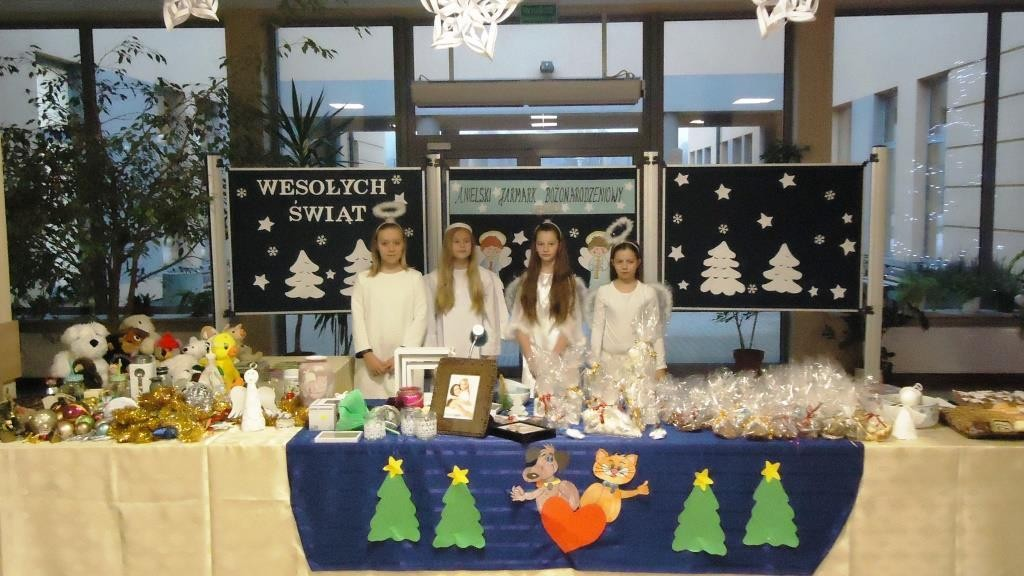 WESOŁYCH
ŚWIĄT
ANIELSKI JARMARK BOŻONARODZENIOWY